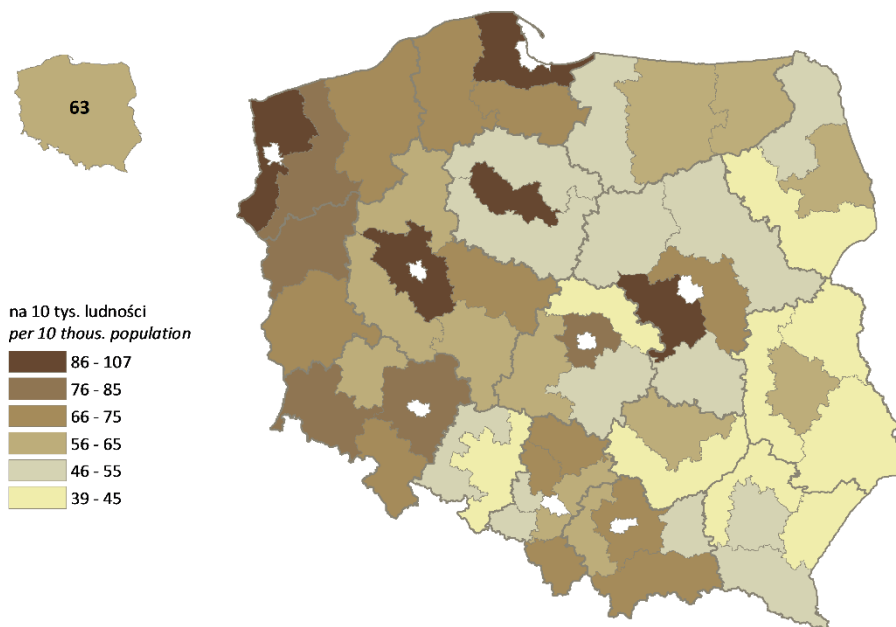 63
na 10 tys. ludności
per 10 thous. population
86 - 107
76 - 85
66 - 75
56 - 65
46 - 55
39 - 45